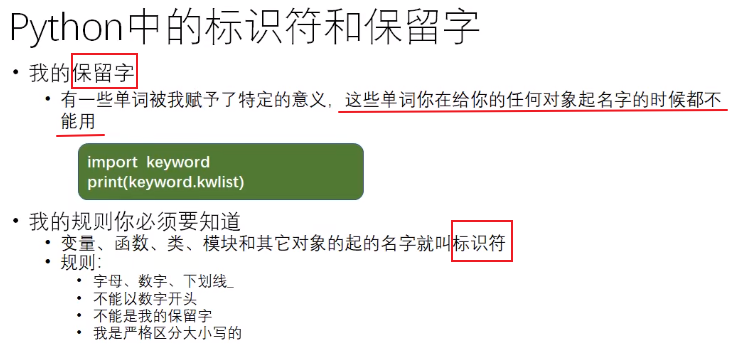 Python中的标识符和保留字
• 我的保留字
• 有一些单词被我赋予了特定的意义，这些单词你在给你的任何对象起名字的时候都不
能用
import keyword
print(keyword.kwlist)
• 我的规则你必须要知道
• 变量、函数、类、模块和其它对象的起的名字就叫标识符
• 规则：
• 字母、数字、下划线_
• 不能以数字开头
• 不能是我的保留字
• 我是严格区分大小写的